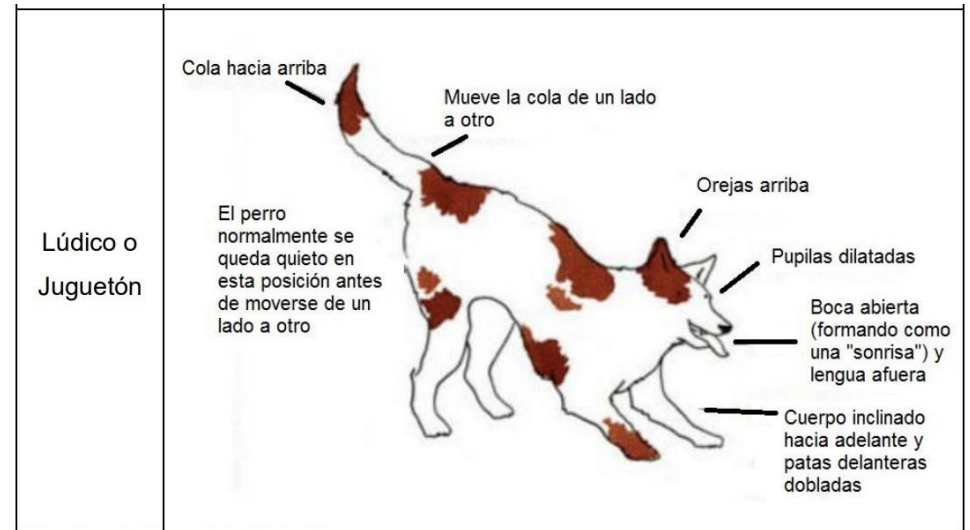 Lúdico o
Juguetón
Cola hacia arriba
Mueve la cola de un lado
a otro
El perro
normalmente se
queda quieto en
esta posición antes
de moverse de un
lado a otro
Orejas arriba
Pupilas dilatadas
Boca abierta
(formando como
una "sonrisa") y
lengua afuera
Cuerpo inclinado
hacia adelante y
patas delanteras
dobladas